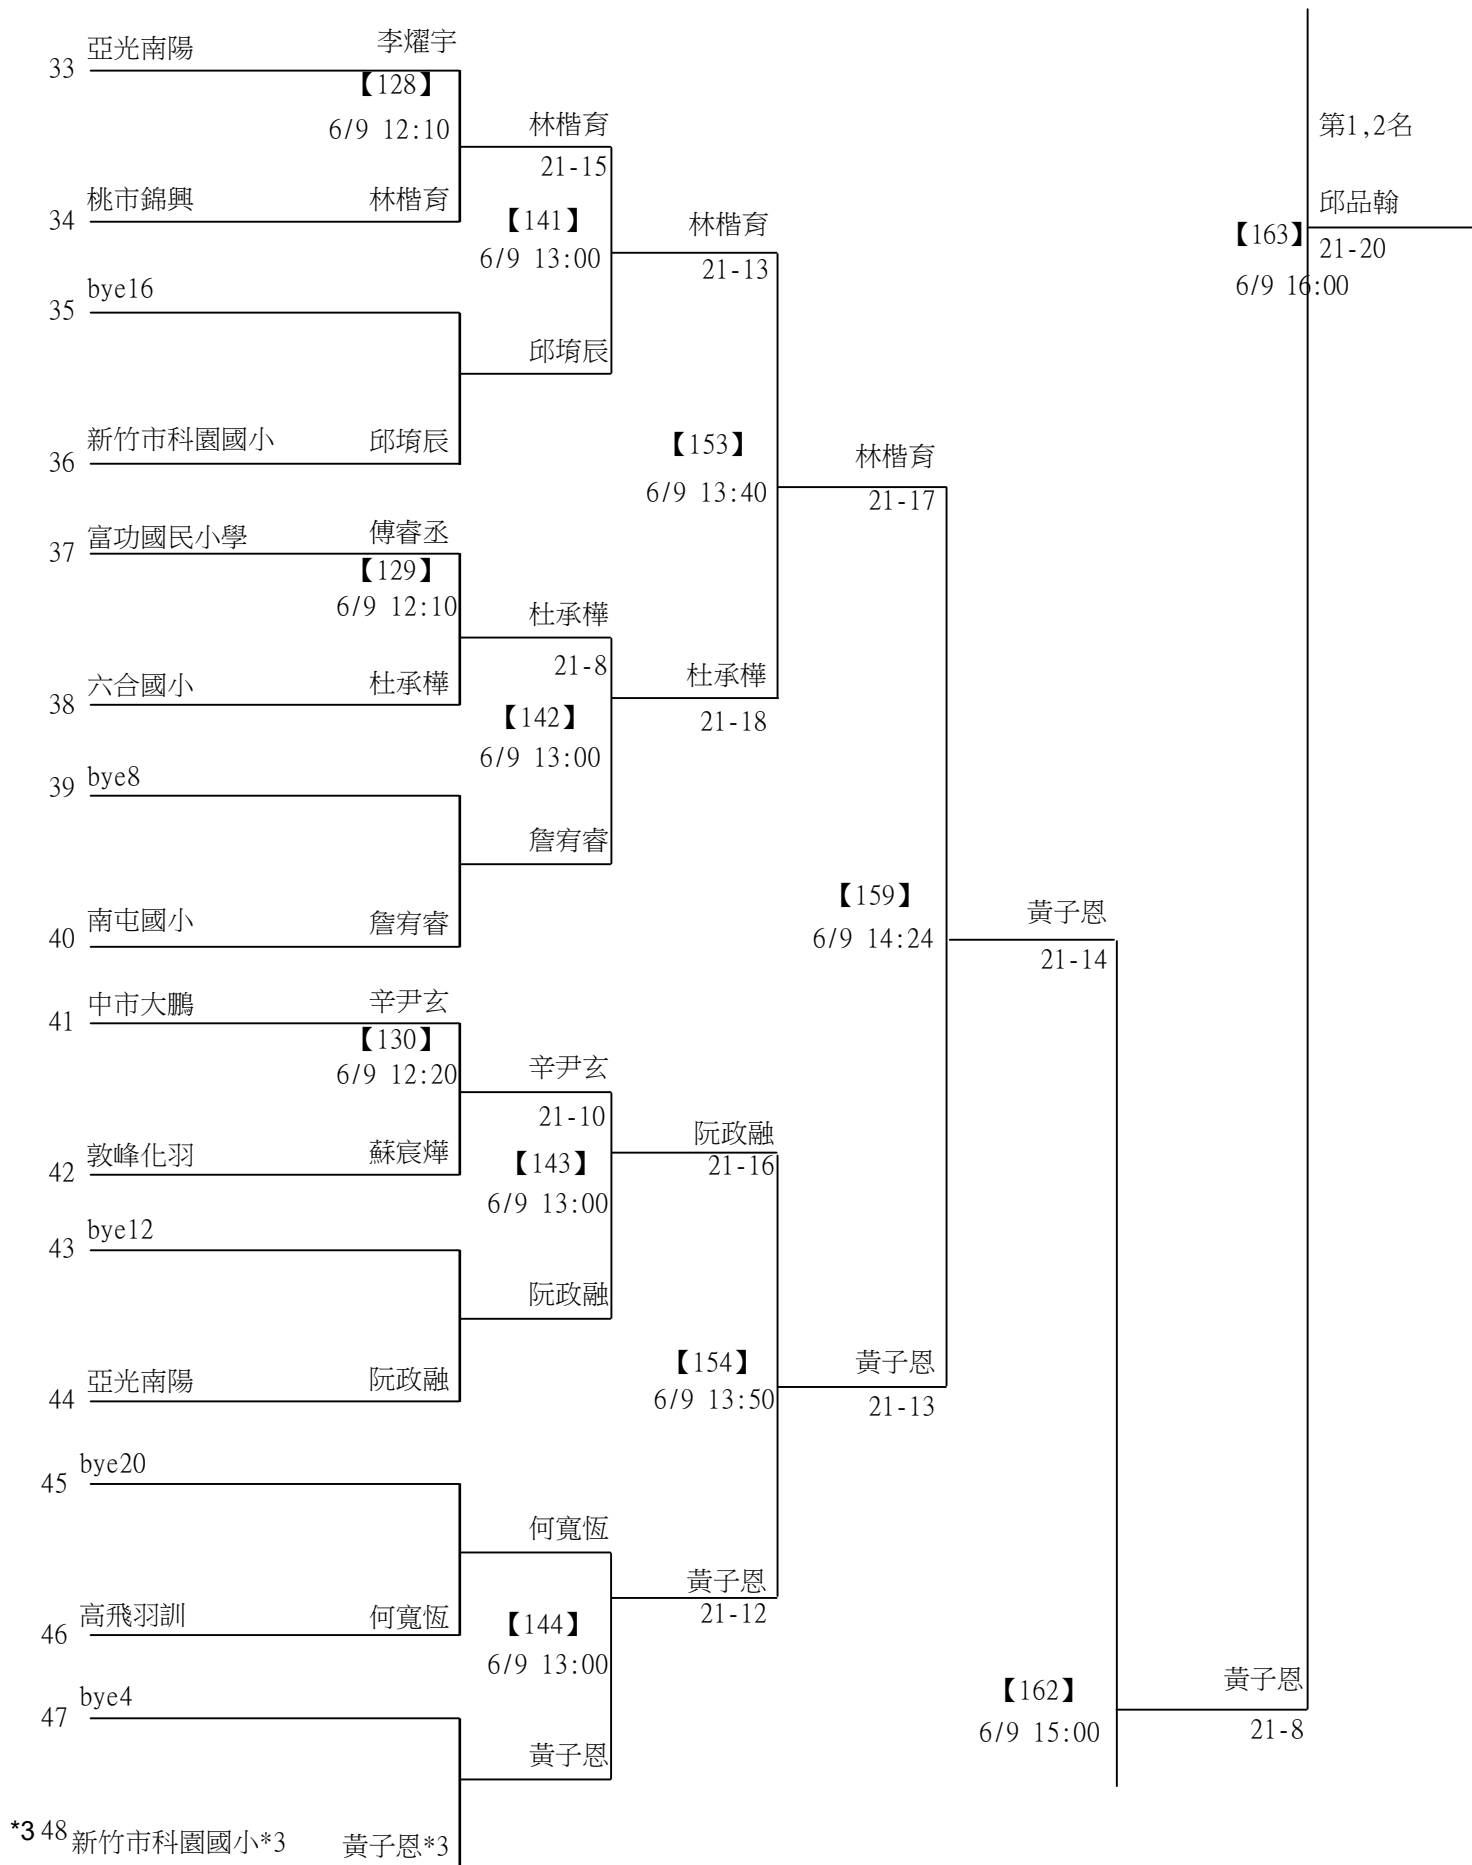 33 亞光南陽 李燿宇
【128】
6/9 12:10
林楷育
21-15
34 桃市錦興 林楷育
【141】
6/9 13:00
林楷育
21-13
35 bye16
邱堉辰
36 新竹市科園國小 邱堉辰
【153】
6/9 13:40
林楷育
21-17
37 富功國民小學 傅睿丞
【129】
6/9 12:10
杜承樺
21-8
38 六合國小 杜承樺
【142】
6/9 13:00
杜承樺
21-18
39 bye8
詹宥睿
40 南屯國小 詹宥睿
【159】
6/9 14:24
黃子恩
21-14
41 中市大鵬 辛尹玄
【130】
6/9 12:20
辛尹玄
21-10
42 敦峰化羽 蘇宸燁
【143】
6/9 13:00
阮政融
21-16
43 bye12
阮政融
44 亞光南陽 阮政融
【154】
6/9 13:50
黃子恩
21-13
45 bye20
何寬恆
46 高飛羽訓 何寬恆
【144】
6/9 13:00
黃子恩
21-12
47 bye4
黃子恩
*3 48 新竹市科園國小*3 黃子恩*3
【162】
6/9 15:00
黃子恩
21-8
第1,2名
邱品翰
【163】
21-20
6/9 16:00